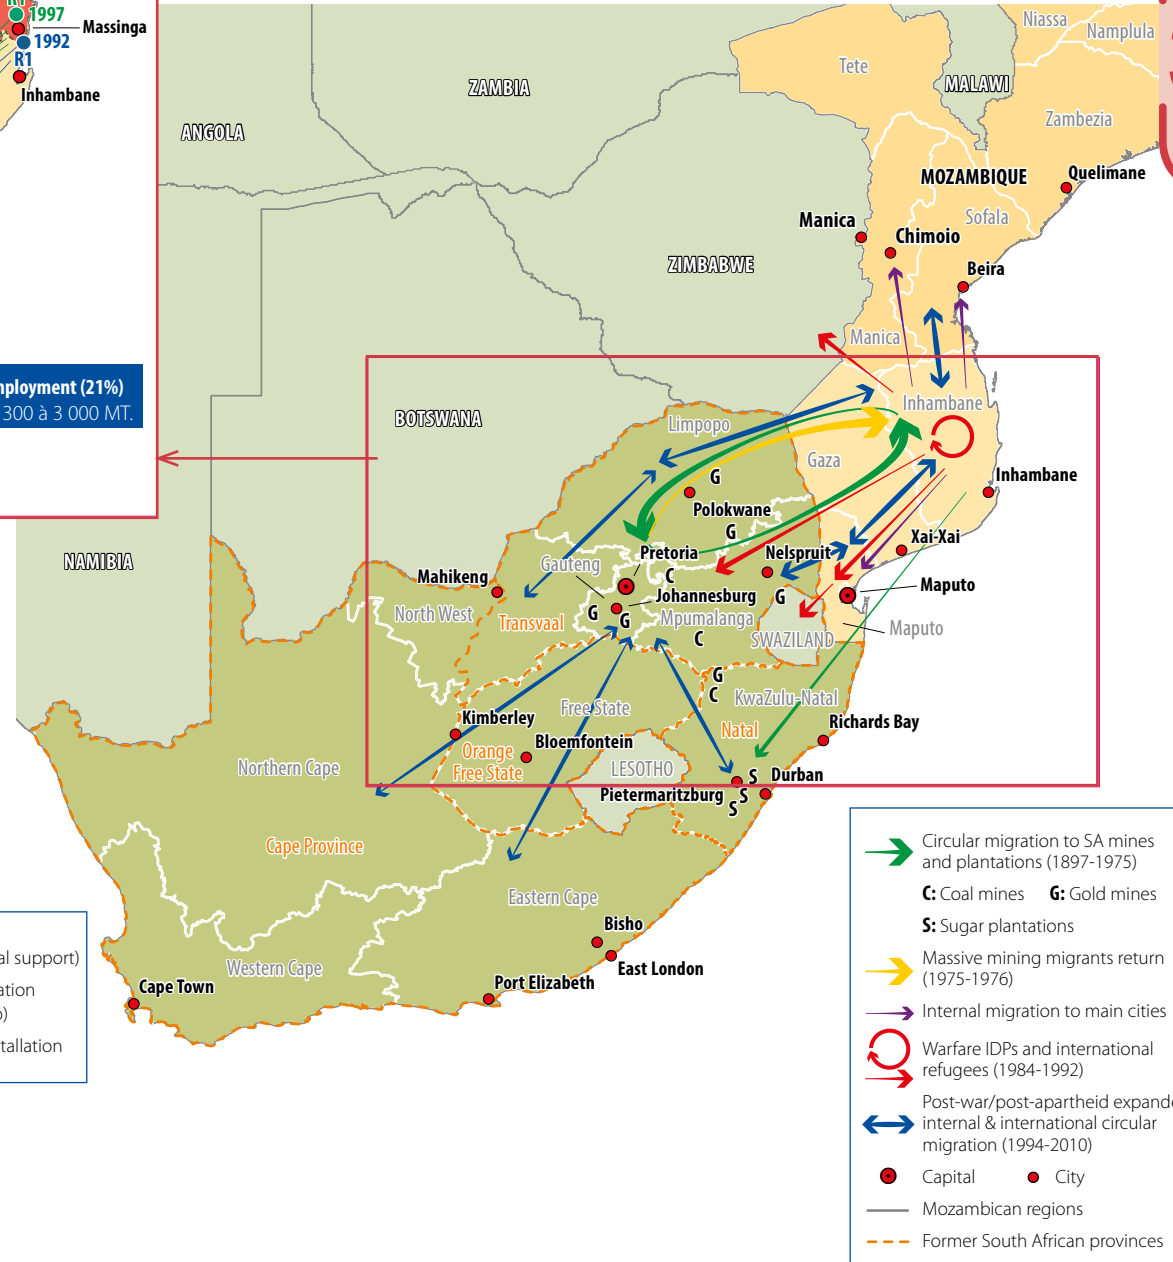 R1
1997
Massinga
1992
R1
Inhambane
Niassa
Namplula
Tete
ZAMBIA
MALAWI
ANGOLA
Zambezia
MOZAMBIQUE
Quelimane
Manica
Sofala
Chimoio
ZIMBABWE
Beira
Manica
mployment (21%)
300 à 3 000 MT.
BOTSWANA
Inhambane
Limpopo
Gaza
G
Inhambane
Polokwane
G
Xai-Xai
NAMIBIA
Pretoria
Nelspruit
Gauteng
Mahikeng
C
Maputo
Johannesburg
G
G
G
North West
Transvaal
Mpumalanga
Maputo
C
SWAZILAND
G
C
KwaZulu-Natal
Free State
Kimberley
Richards Bay
Natal
Bloemfontein
Orange
Free State
Northern Cape
LESOTHO
S
Durban
Pietermaritzburg
S
S
Cape Province
Eastern Cape
Bisho
East London
Western Cape
Port Elizabeth
Cape Town
al support)
ation
o)
tallation
Circular migration to SA mines
and plantations (1897-1975)
C: Coal mines G: Gold mines
S: Sugar plantations
Massive mining migrants return
(1975-1976)
Internal migration to main cities
Warfare IDPs and international
refugees (1984-1992)
Post-war/post-apartheid expande
internal & international circular
migration (1994-2010)
Capital City
Mozambican regions
Former South African provinces